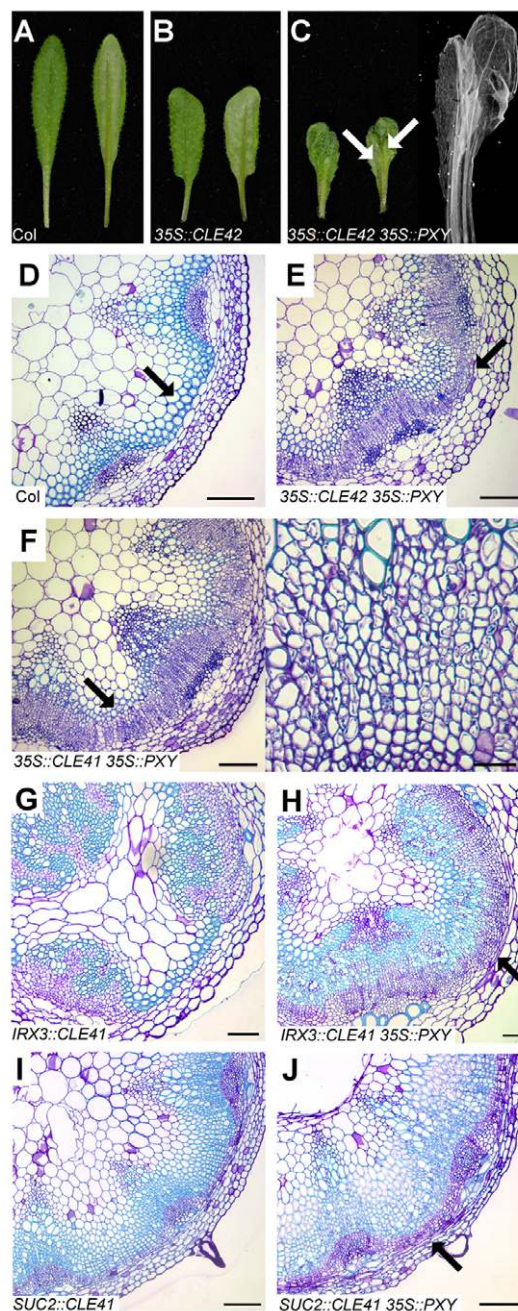 A
B
C
Col
35S::CLE42
35S::CLE42 35S::PXY
D
E
Col
35S::CLE42 35S::PXY
F
35S::CLE41 35S::PXY
G
H
IRX3::CLE41
IRX3::CLE41 35S::PXY
I
J
SUC2::CLE41
SUC2::CLE41 35S::PXY